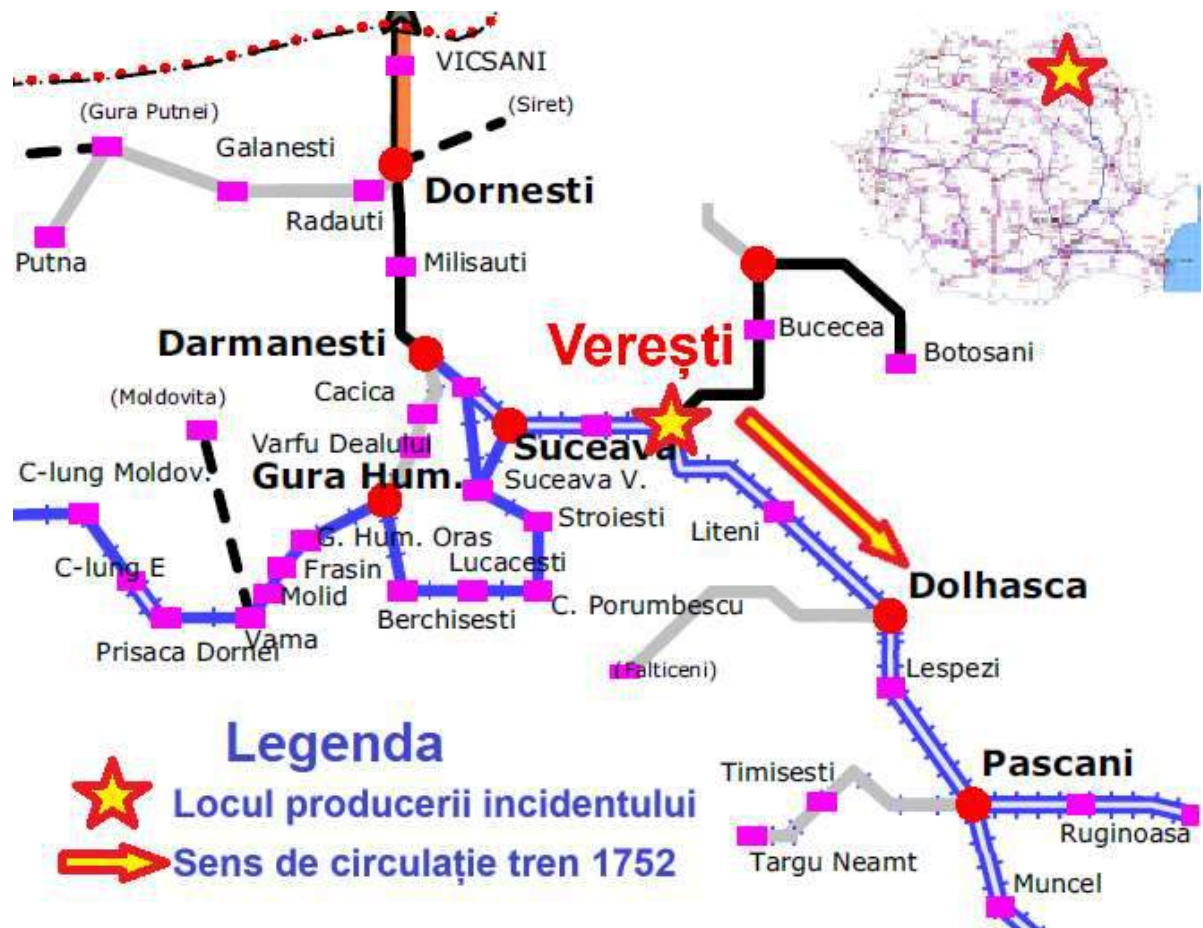 VICSANI
(Siret)
(Gura Putnei)
Galanesti
Dornesti
Radauti
Putna
Milisauti
Darmanesti
Verești
Bucecea
Botosani
Cacica
(Moldovita)
Varfu Dealului
Suceava
C-lung Moldov.
Gura Hum.
Suceava V.
Stroiesti
Liteni
G. Hum. Oras
C-lung E
Frasin
Lucacesti
Dolhasca
Molid
Berchisesti
C. Porumbescu
Vama
Prisaca Dornei
(Falticeni)
Lespezi
Legenda
Locul producerii incidentului
Sens de circulație tren 1752
Pascani
Timisesti
Ruginoasa
Targu Neamt
Muncel